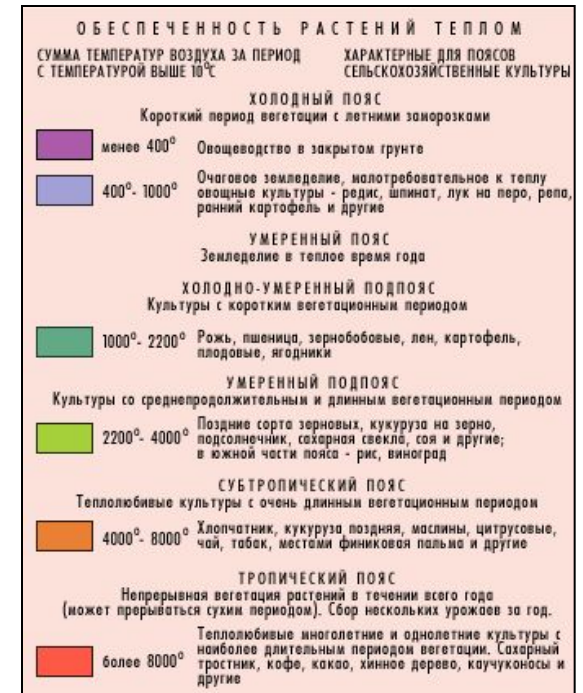 ОБЕСПЕЧЕННОСТЬ РАСТЕНИЙ ТЕПЛОМ
СУММА ТЕМПЕРАТУР ВОЗДУХА ЗА ПЕРИОД
С ТЕМПЕРАТУРОЙ ВЫШЕ 10°С
ХАРАКТЕРНЫЕ ДЛЯ ПОЯСОВ
СЕЛЬСКОХОЗЯЙСТВЕННЫЕ КУЛЬТУРЫ
ХОЛОДНЫЙ ПОЯС
Короткий период вегетации с летними заморозками
менее 400° Овощеводство в закрытом грунте
400°- 1000° Очаговое земледелие, малотребовательное к теплу
овощные культуры - редис, шпинат, лук на перо, репа,
ранний картофель и другие
УМЕРЕННЫЙ ПОЯС
Земледелие в теплое время года
ХОЛОДНО-УМЕРЕННЫЙ ПОДПОЯС
Культуры с коротким вегетационным периодом
1000°- 2200° Рожь, пшеница, зернобобовые, лен, картофель,
плодовые, ягодники
УМЕРЕННЫЙ ПОДПОЯС
Культуры со среднепродолжительным и длинным вегетационным периодом
2200°- 4000° Поздние сорта зерновых, кукуруза на зерно,
подсолнечник, сахарная свекла, соя и другие;
в южной части пояса - рис, виноград
СУБТРОПИЧЕСКИЙ ПОЯС
Теплолюбивые культуры с очень длинным вегетационным периодом
4000°- 8000° Хлопчатник, кукуруза поздняя, маслины, цитрусовые,
чай, табак, местами финиковая пальма и другие
ТРОПИЧЕСКИЙ ПОЯС
Непрерывная вегетация растений в течении всего года
(может прерываться сухим периодом). Сбор нескольких урожаев за год.
более 8000° Теплолюбивые многолетние и однолетние культуры с
наиболее длительным периодом вегетации. Сахарный
тростник, кофе, какао, хинное дерево, каучуконосы и
другие